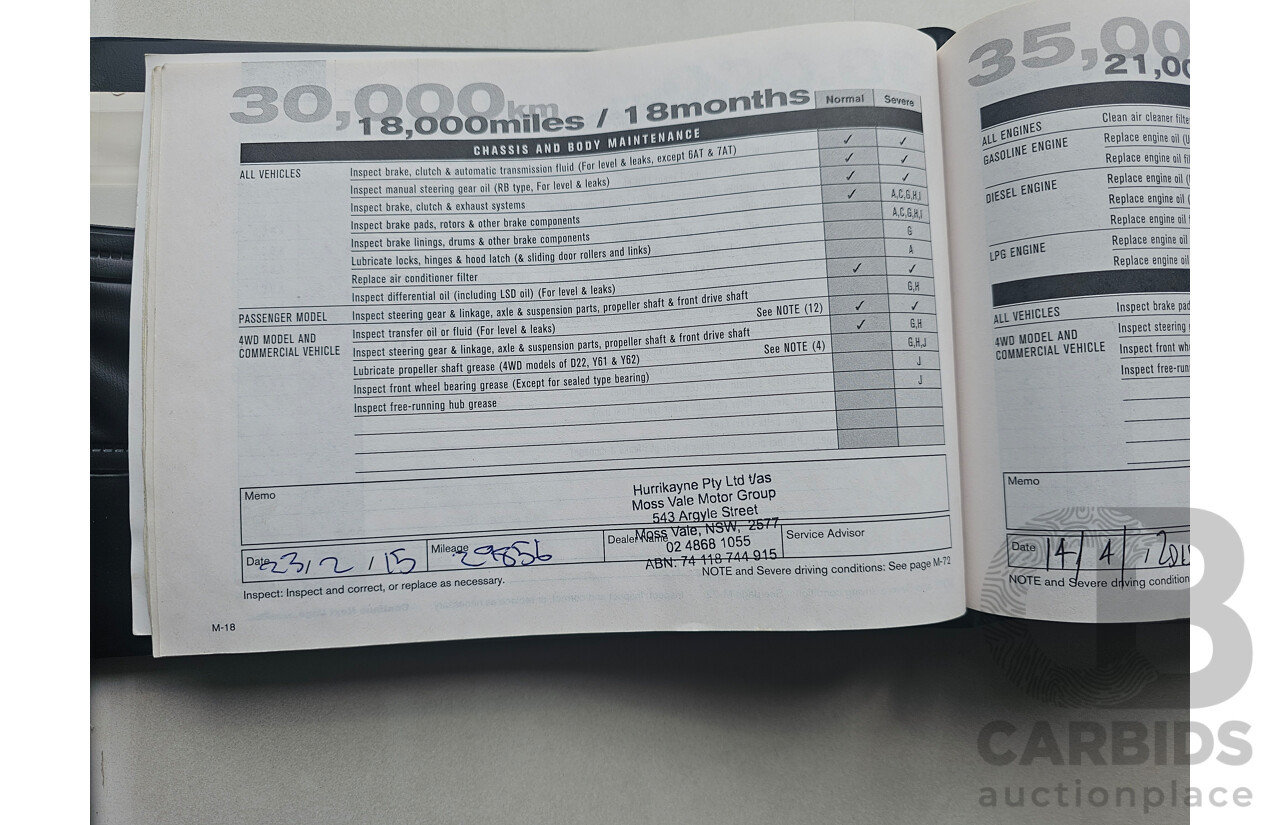 30,000km
18,000miles / 18months
Normal Severe
CHASSIS AND BODY MAINTENANCE
ALL VEHICLES
Inspect brake, clutch & automatic transmission fluid (For level & leaks, except 6AT & 7AT) ✓ ✓
Inspect manual steering gear oil (RB type, For level & leaks) ✓ ✓
Inspect brake, clutch & exhaust systems ✓ ✓
Inspect brake pads, rotors & other brake components ✓ A,C,G,H,I
Inspect brake linings, drums & other brake components A,C,G,H,I
Lubricate locks, hinges & hood latch (& sliding door rollers and links) G
Replace air conditioner filter A
Inspect differential oil (including LSD oil) (For level & leaks) ✓ ✓
PASSENGER MODEL
Inspect steering gear & linkage, axle & suspension parts, propeller shaft & front drive shaft G,H
4WD MODEL AND
COMMERCIAL VEHICLE
Inspect transfer oil or fluid (For level & leaks) See NOTE (12) ✓ ✓
Inspect steering gear & linkage, axle & suspension parts, propeller shaft & front drive shaft ✓ G,H
Lubricate propeller shaft grease (4WD models of D22, Y61 & Y62) See NOTE (4) G,H,J
Inspect front wheel bearing grease (Except for sealed type bearing) J
Inspect free-running hub grease J
Memo
Hurrikayne Pty Ltd t/as
Moss Vale Motor Group
543 Argyle Street
Moss Vale, NSW, 2577
02 4868 1055
ABN: 74 118 744 915
Date 23/2/15
Mileage 29856
Dealer Name
Service Advisor
Inspect: Inspect and correct, or replace as necessary.
NOTE and Severe driving conditions: See page M-72
M-18
35,00
21,00
ALL ENGINES
Clean air cleaner filte
GASOLINE ENGINE
Replace engine oil (U
Replace engine oil fil
DIESEL ENGINE
Replace engine oil (
Replace engine oil (
Replace engine oil
LPG ENGINE
Replace engine oil
Replace engine oil
ALL VEHICLES
Inspect brake pad
4WD MODEL AND
COMMERCIAL VEHICLE
Inspect steering
Inspect front wh
Inspect free-run
Memo
Date 14/4/201
NOTE and Severe driving condition
CARBIDS
auctionplace